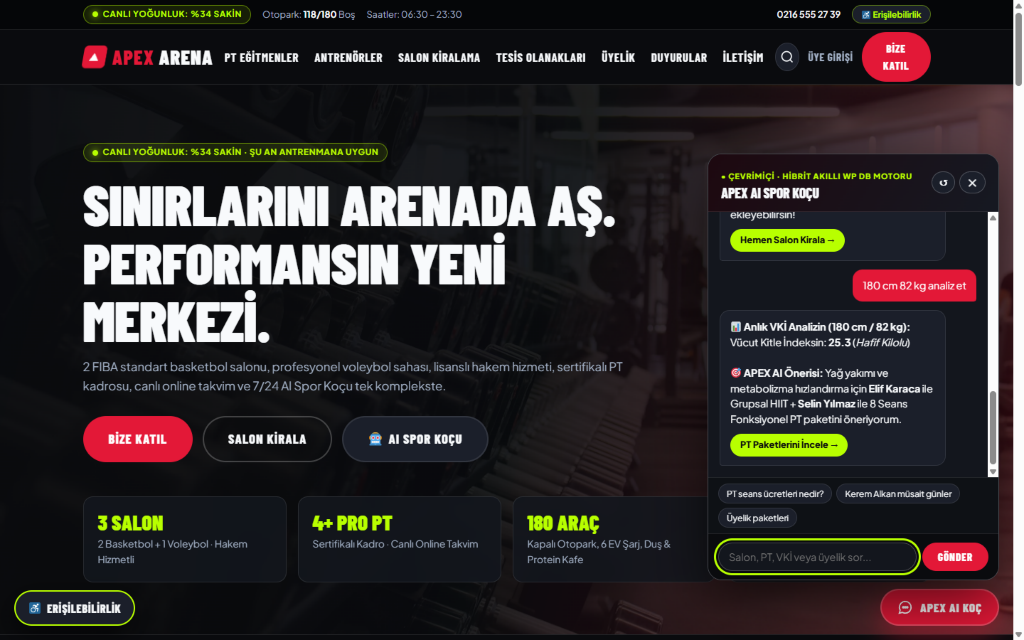 CANLI YOĞUNLUK: %34 SAKİN
Otopark: 118/180 Boş
Saatler: 06:30 – 23:30
0216 555 27 39
♿ Erişilebilirlik
APEX ARENA
PT EĞİTMENLER
ANTRENÖRLER
SALON KİRALAMA
TESİS OLANAKLARI
ÜYELİK
DUYURULAR
İLETİŞİM
ÜYE GİRİŞİ
BİZE
KATIL
CANLI YOĞUNLUK: %34 SAKİN · ŞU AN ANTRENMANA UYGUN
SINIRLARINI ARENADA AŞ.
PERFORMANSIN YENİ
MERKEZİ.
2 FIBA standart basketbol salonu, profesyonel voleybol sahası, lisanslı hakem hizmeti, sertifikalı PT
kadrosu, canlı online takvim ve 7/24 AI Spor Koçu tek komplekste.
BİZE KATIL
SALON KİRALA
🤖 AI SPOR KOÇU
3 SALON
2 Basketbol + 1 Voleybol · Hakem
Hizmetli
4+ PRO PT
Sertifikalı Kadro · Canlı Online Takvim
180 ARAÇ
Kapalı Otopark, 6 EV Şarj, Duş &
Protein Kafe
♿ ERİŞİLEBİLİRLİK
● ÇEVRİMİÇİ · HİBRİT AKILLI WP DB MOTORU
APEX AI SPOR KOÇU
ekleyebilirsin!
Hemen Salon Kirala →
180 cm 82 kg analiz et
📊 Anlık VKİ Analizin (180 cm / 82 kg):
Vücut Kitle İndeksin: 25.3 (Hafif Kilolu)
🎯 APEX AI Önerisi: Yağ yakımı ve
metabolizma hızlandırma için Elif Karaca ile
Grupsal HIIT + Selin Yılmaz ile 8 Seans
Fonksiyonel PT paketini öneriyorum.
PT Paketlerini İncele →
PT seans ücretleri nedir?
Kerem Alkan müsait günler
Üyelik paketleri
Salon, PT, VKİ veya üyelik sor...
GÖNDER
APEX AI KOÇ